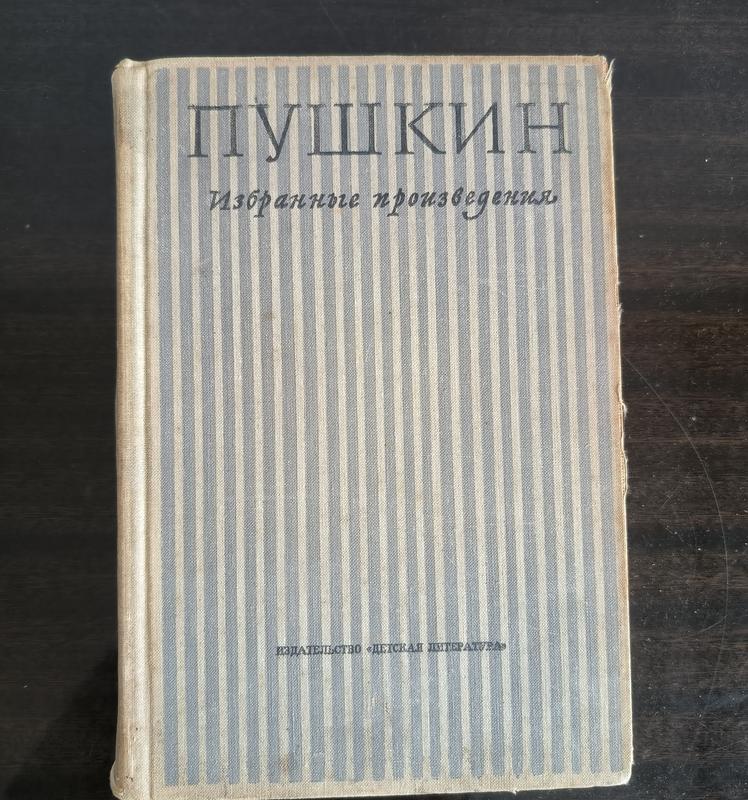 ПУШКИН
Избранные произведения
ИЗДАТЕЛЬСТВО «ДЕТСКАЯ ЛИТЕРАТУРА»